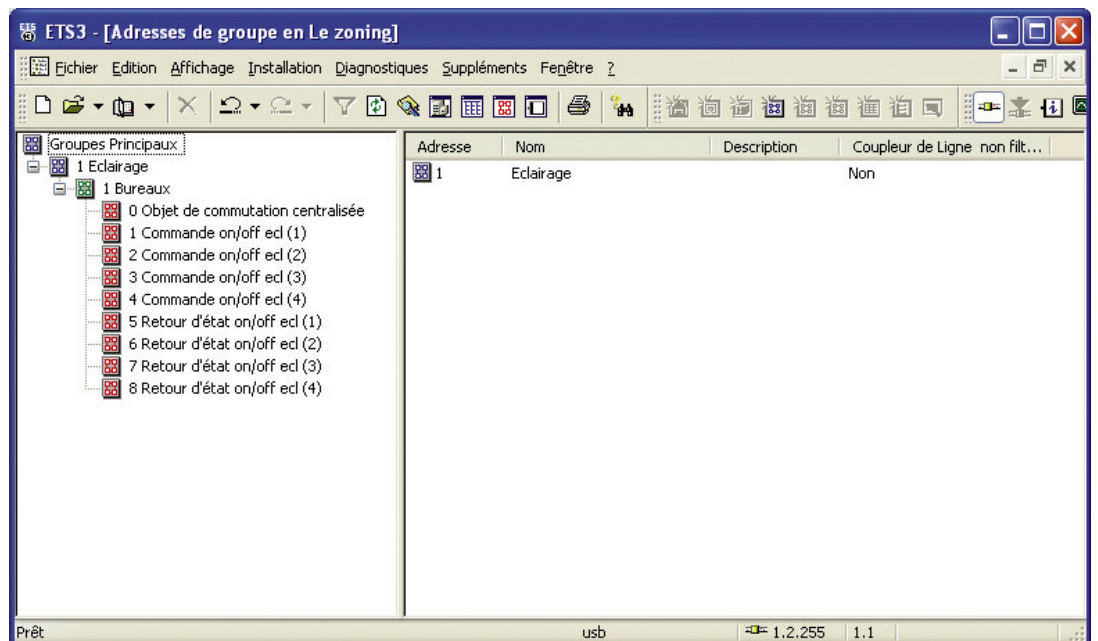 ETS3 - [Adresses de groupe en Le zoning]
Fichier Edition Affichage Installation Diagnostiques Suppléments Fenêtre ?
Groupes Principaux
1 Eclairage
1 Bureaux
0 Objet de commutation centralisée
1 Commande on/off ecl (1)
2 Commande on/off ecl (2)
3 Commande on/off ecl (3)
4 Commande on/off ecl (4)
5 Retour d'état on/off ecl (1)
6 Retour d'état on/off ecl (2)
7 Retour d'état on/off ecl (3)
8 Retour d'état on/off ecl (4)
Adresse Nom Description Coupleur de Ligne non filt...
1 Eclairage Non
Prêt usb 1.2.255 1.1